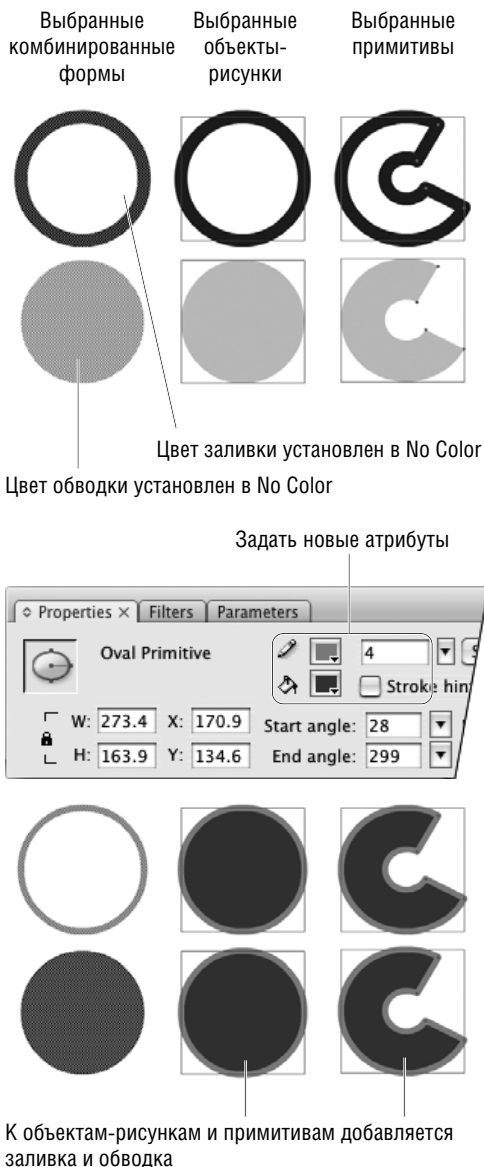 Выбранные
комбинированные
формы
Выбранные
объекты-
рисунки
Выбранные
примитивы
Цвет заливки установлен в No Color
Цвет обводки установлен в No Color
Задать новые атрибуты
Properties × Filters Parameters
Oval Primitive
4
Stroke hin
W: 273.4 X: 170.9 Start angle: 28
H: 163.9 Y: 134.6 End angle: 299
К объектам-рисункам и примитивам добавляется
заливка и обводка